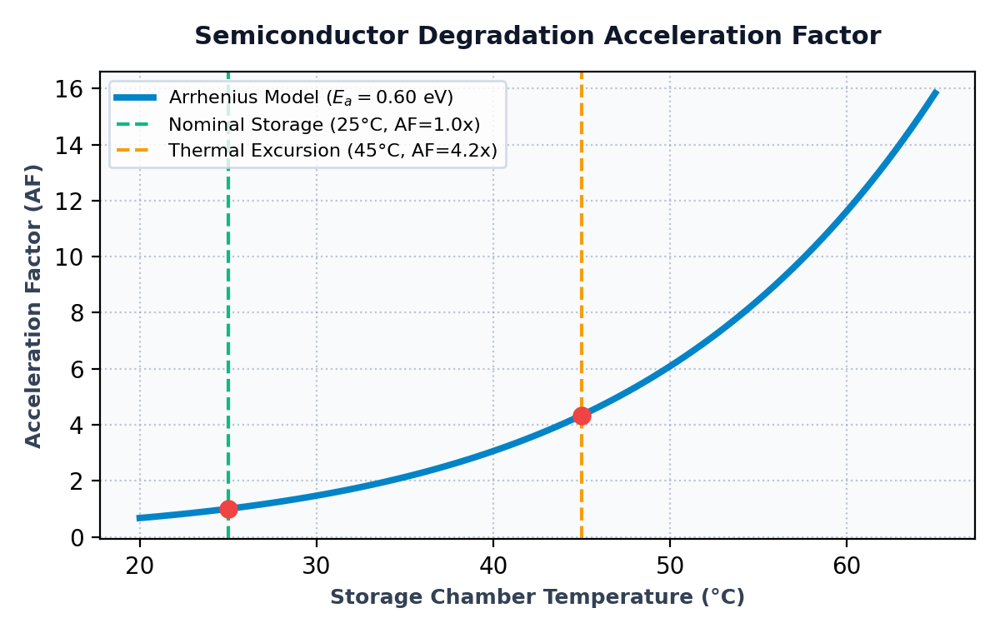 Semiconductor Degradation Acceleration Factor
Arrhenius Model (Eₐ = 0.60 eV)
Nominal Storage (25°C, AF=1.0x)
Thermal Excursion (45°C, AF=4.2x)
Acceleration Factor (AF)
16
14
12
10
8
6
4
2
0
20 30 40 50 60
Storage Chamber Temperature (°C)